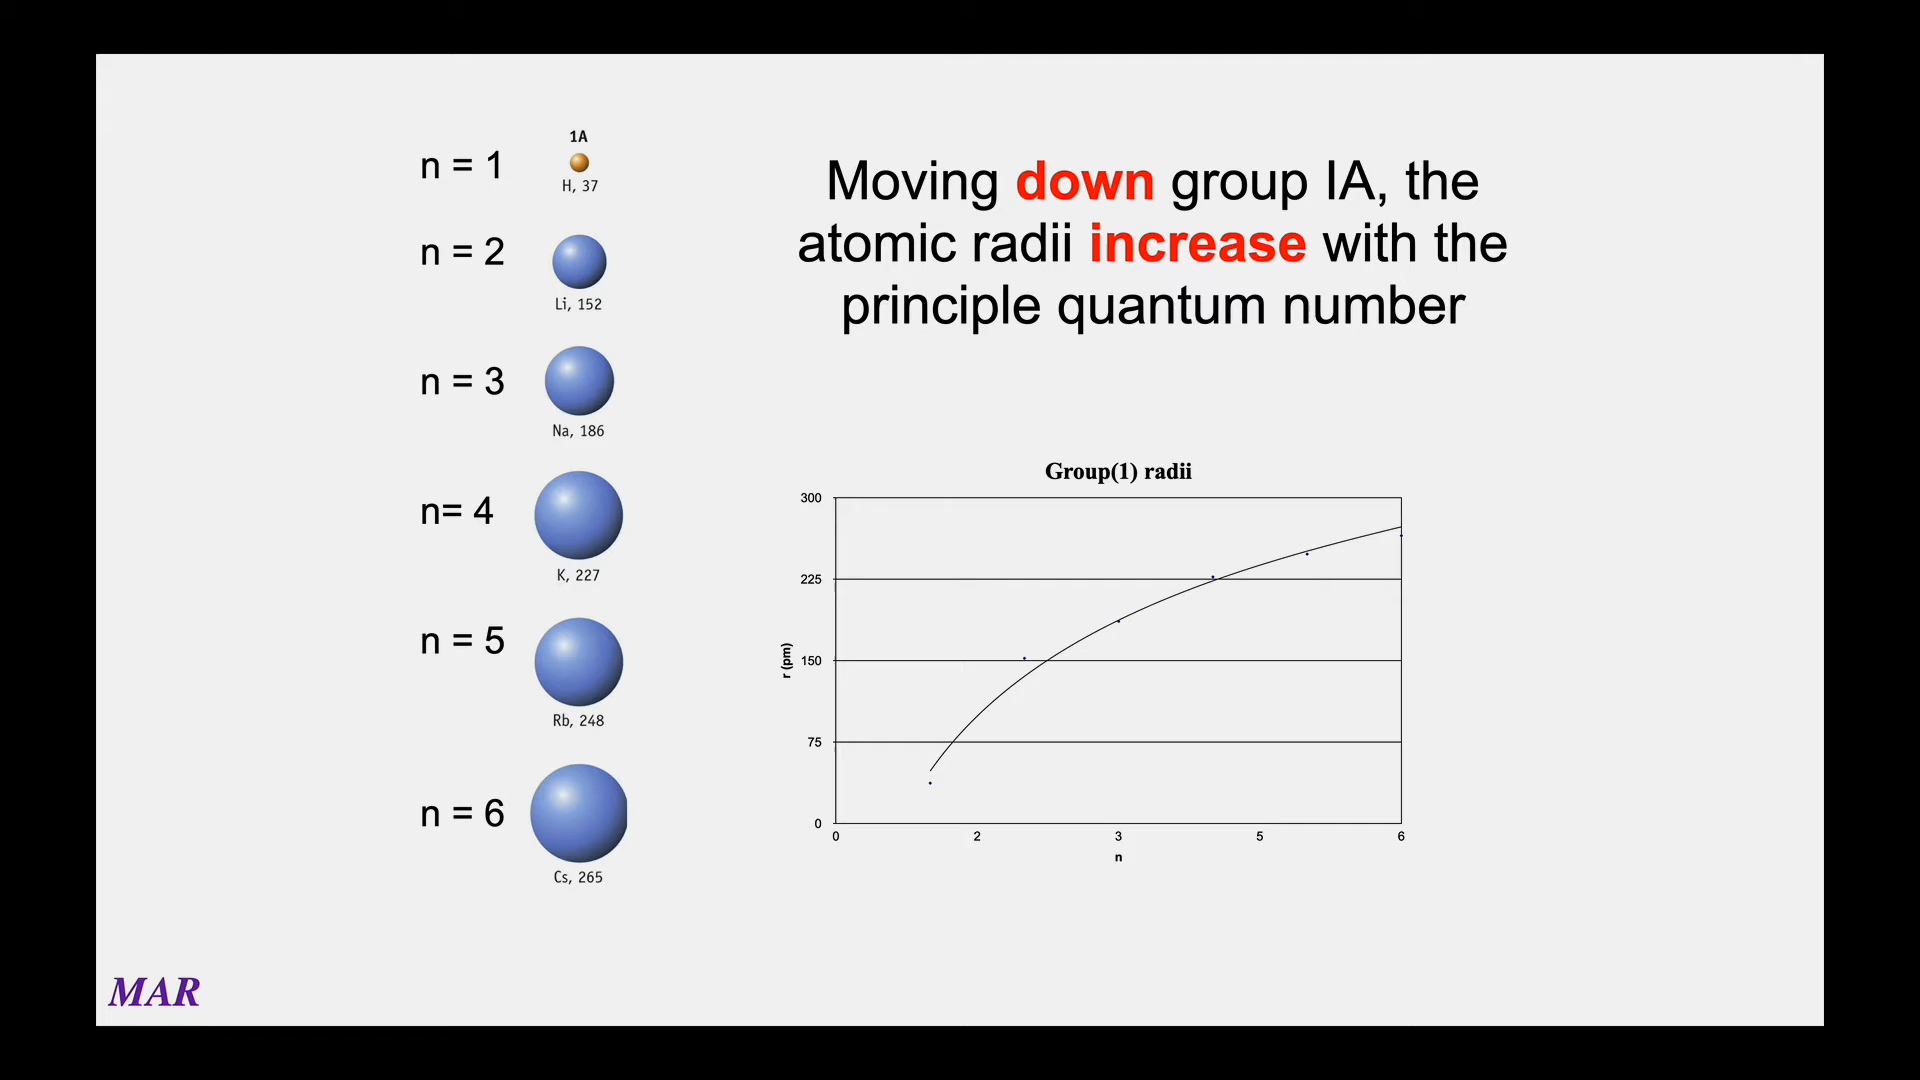 1A
n = 1
H, 37
n = 2
Li, 152
n = 3
Na, 186
n= 4
K, 227
n = 5
Rb, 248
n = 6
Cs, 265
Moving down group IA, the
atomic radii increase with the
principle quantum number
Group(1) radii
300
225
150
75
0
r (pm)
0 2 3 5 6
n
MAR